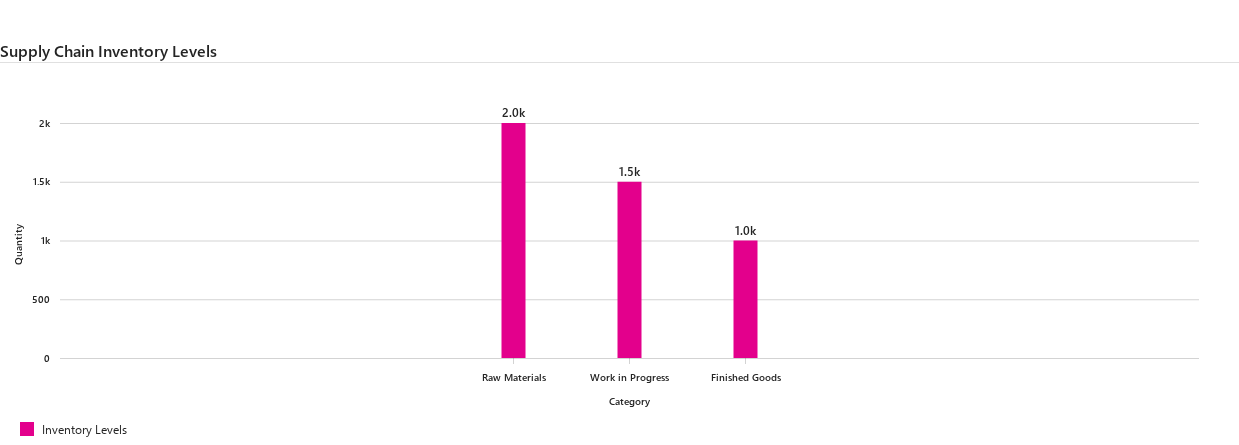 Supply Chain Inventory Levels
2.0k
2k
1.5k
1.5k
Quantity
1.0k
1k
500
0
Raw Materials Work in Progress Finished Goods
Category
Inventory Levels